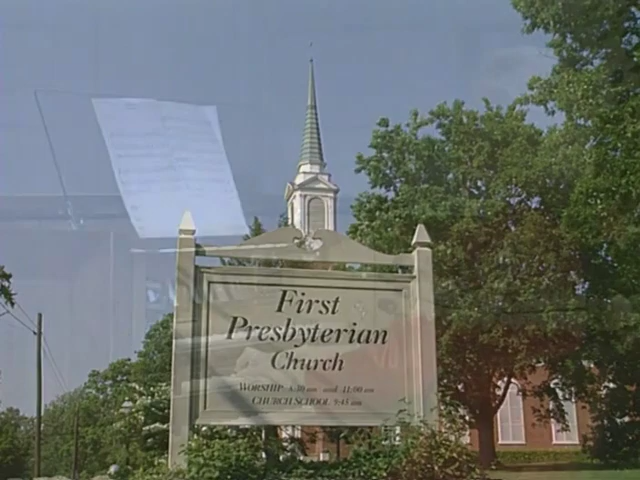 First
Presbyterian
Church
WORSHIP: 8:30 am and 11:00 am
CHURCH SCHOOL 9:45 am